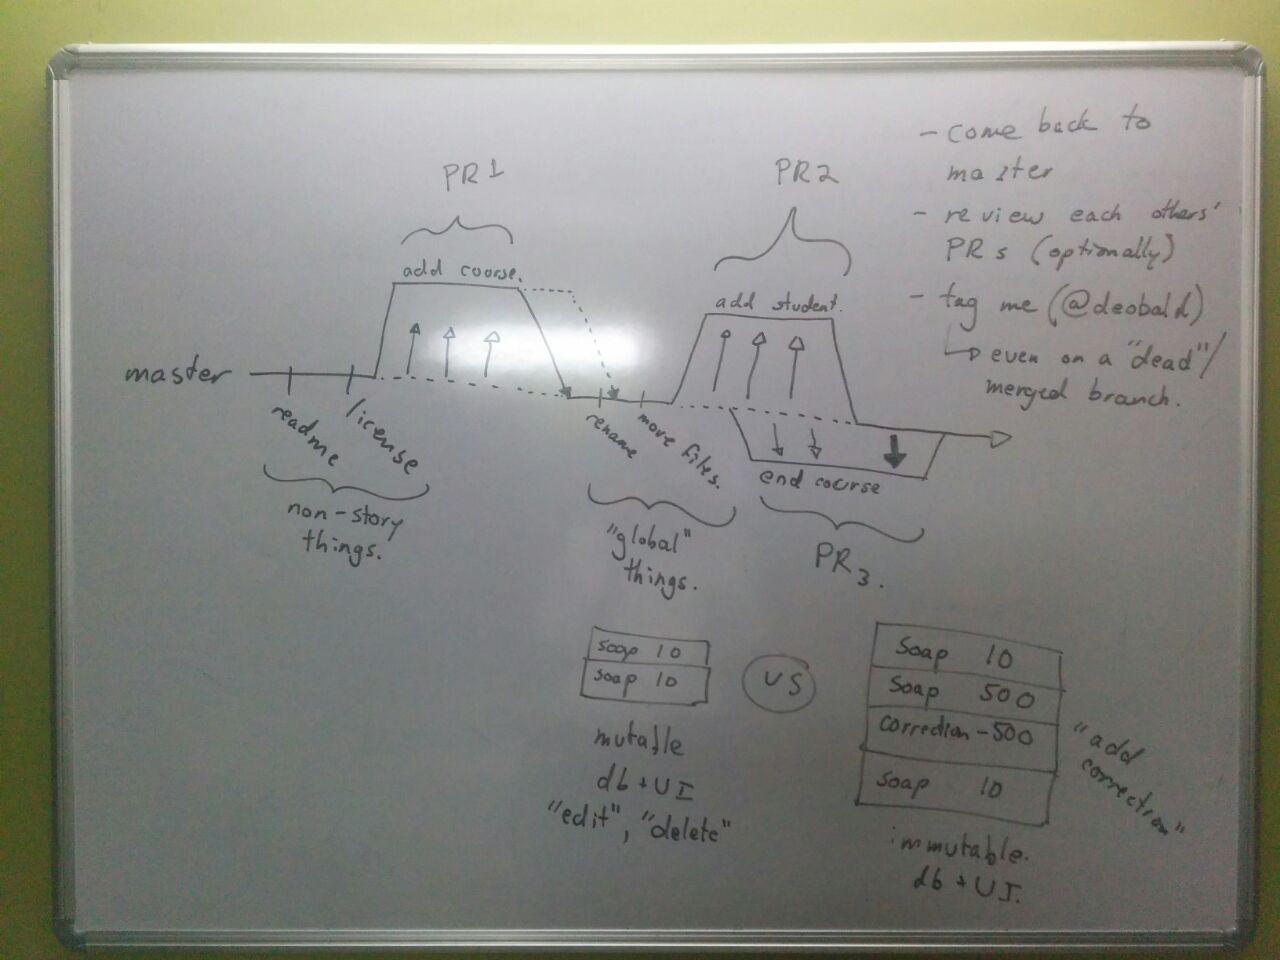 PR1
add course.
master
readme
license
non-story
things.
rename
move files.
"global"
things.
PR2
add student.
end course
PR3.
- come back to
master
- review each others'
PRs (optionally)
- tag me (@deobald)
even on a "dead"/
merged branch.
soap 10
soap 10
mutable
db + UI
"edit", "delete"
VS
Soap 10
Soap 500
correction -500
soap 10
"add
correction"
immutable.
db + UI.